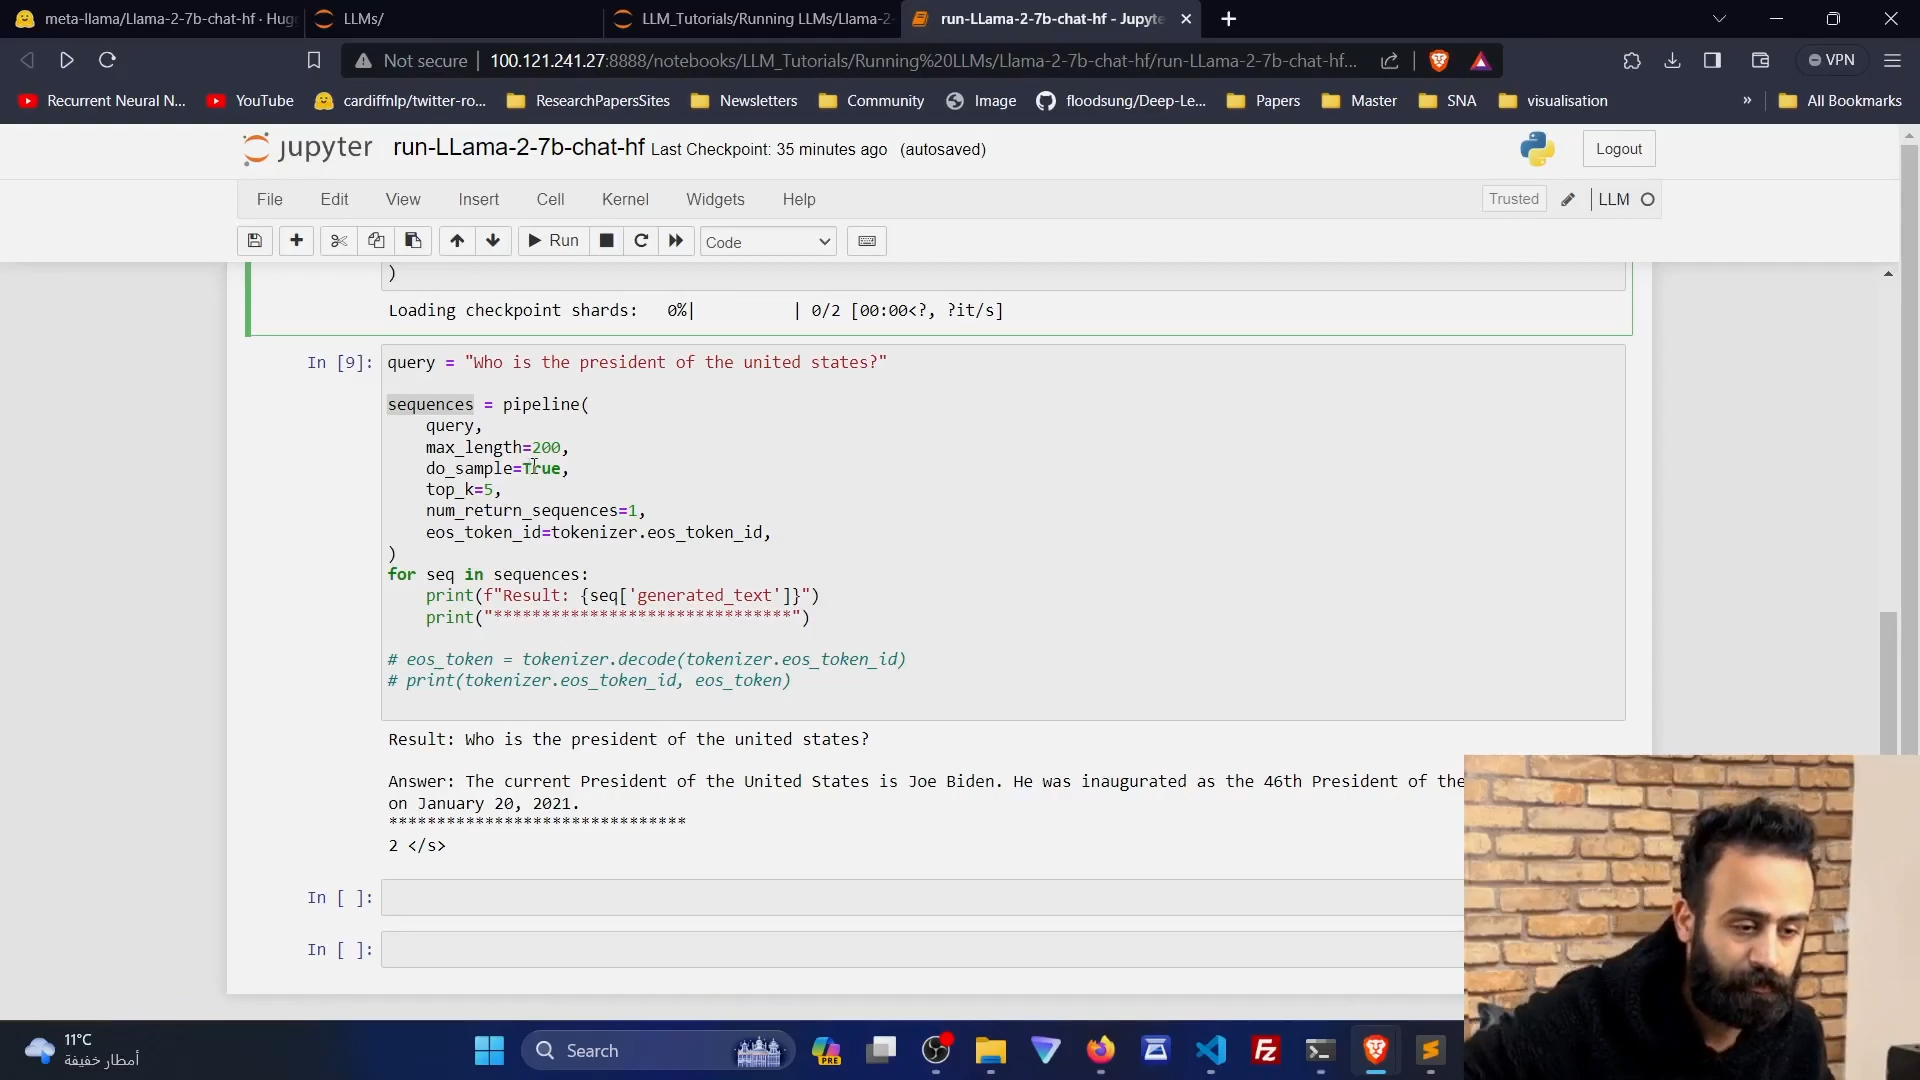 meta-llama/Llama-2-7b-chat-hf · Hug
LLMs/
LLM_Tutorials/Running LLMs/Llama-2-
run-LLama-2-7b-chat-hf - Jupyte
Not secure
100.121.241.27:8888/notebooks/LLM_Tutorials/Running%20LLMs/Llama-2-7b-chat-hf/run-LLama-2-7b-chat-hf...
VPN
Recurrent Neural N...
YouTube
cardiffnlp/twitter-ro...
ResearchPapersSites
Newsletters
Community
Image
floodsung/Deep-Le...
Papers
Master
SNA
visualisation
»
All Bookmarks
jupyter run-LLama-2-7b-chat-hf Last Checkpoint: 35 minutes ago (autosaved)
Logout
File Edit View Insert Cell Kernel Widgets Help
Trusted
LLM
Run
Code
)
Loading checkpoint shards:   0%|          | 0/2 [00:00<?, ?it/s]
In [9]:
query = "Who is the president of the united states?"
sequences = pipeline(
    query,
    max_length=200,
    do_sample=True,
    top_k=5,
    num_return_sequences=1,
    eos_token_id=tokenizer.eos_token_id,
)
for seq in sequences:
    print(f"Result: {seq['generated_text']}")
    print("*******************************")
# eos_token = tokenizer.decode(tokenizer.eos_token_id)
# print(tokenizer.eos_token_id, eos_token)
Result: Who is the president of the united states?
Answer: The current President of the United States is Joe Biden. He was inaugurated as the 46th President of the
on January 20, 2021.
*******************************
2 </s>
In [ ]:
In [ ]:
11°C
أمطار خفيفة
Search
PRE